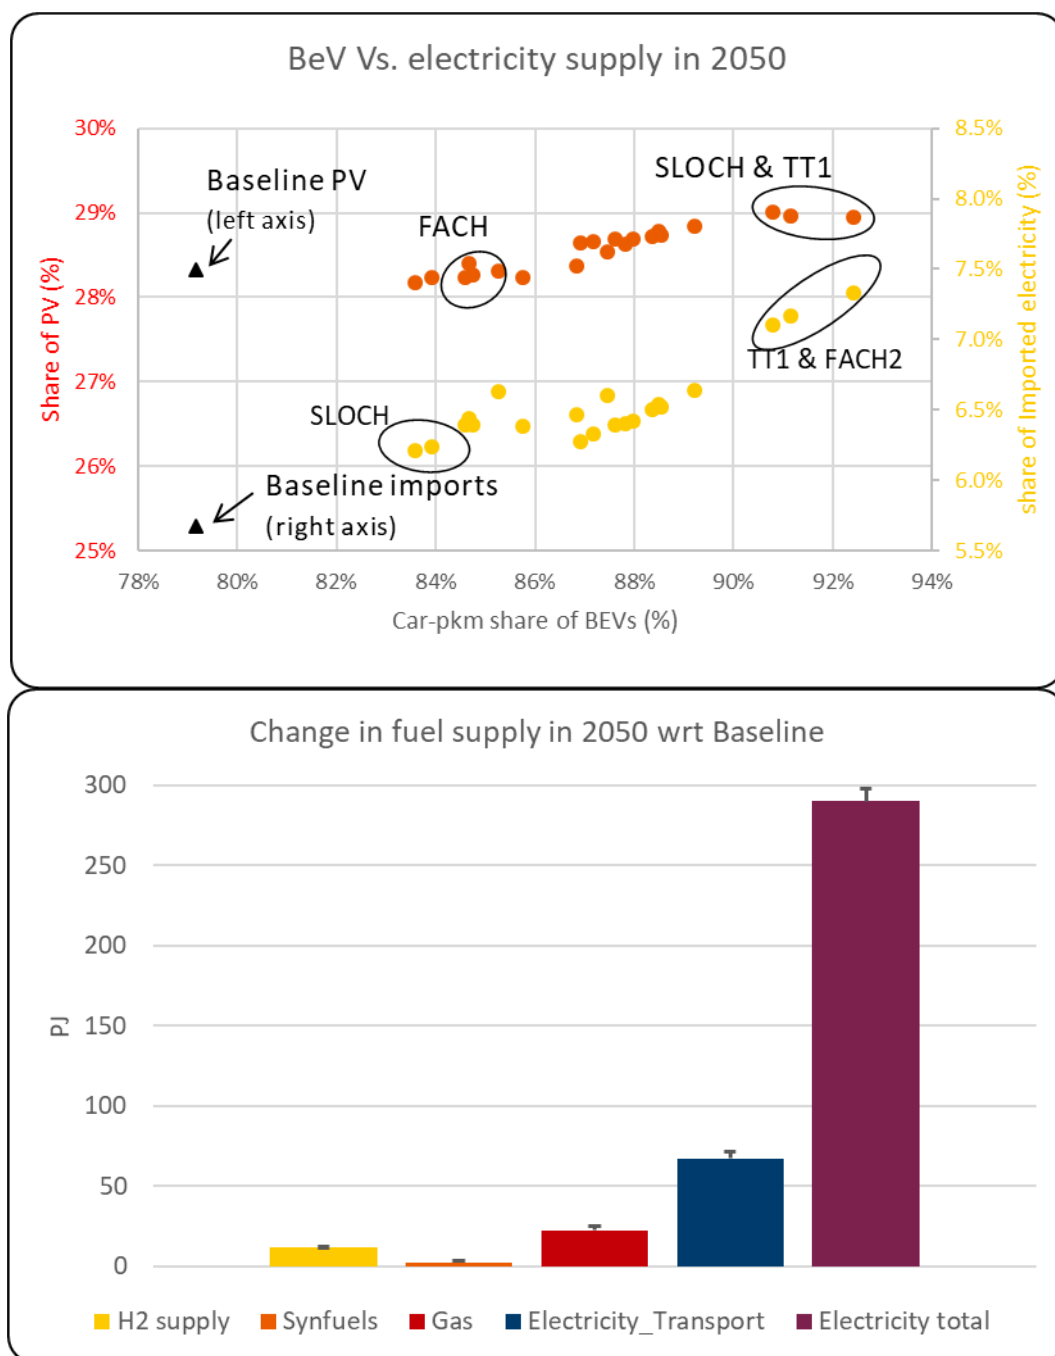 BeV Vs. electricity supply in 2050
30%
29%
28%
27%
26%
25%
Share of PV (%)
8.5%
8.0%
7.5%
7.0%
6.5%
6.0%
5.5%
share of Imported electricity (%)
Baseline PV
(left axis)
FACH
SLOCH & TT1
TT1 & FACH2
SLOCH
Baseline imports
(right axis)
78% 80% 82% 84% 86% 88% 90% 92% 94%
Car-pkm share of BEVs (%)
Change in fuel supply in 2050 wrt Baseline
300
250
200
150
100
50
0
PJ
H2 supply Synfuels Gas Electricity_Transport Electricity total